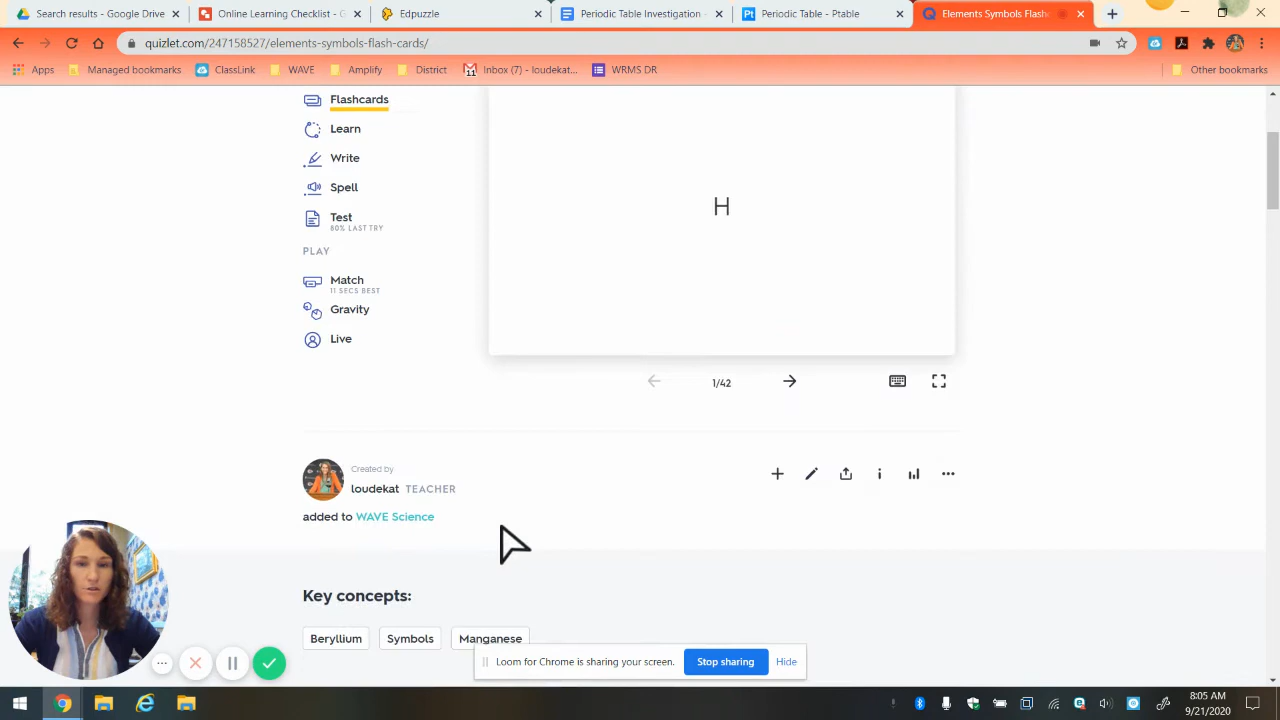 Search results - Google Drive
Online Learning Checklist - G
Edpuzzle
Periodic Table Investigation -
Periodic Table - Ptable
Elements Symbols Flashc
quizlet.com/247158527/elements-symbols-flash-cards/
Apps
Managed bookmarks
ClassLink
WAVE
Amplify
District
11
Inbox (7) - loudekat...
WRMS DR
Other bookmarks
Flashcards
Learn
Write
Spell
Test
80% LAST TRY
PLAY
Match
11 SECS BEST
Gravity
Live
H
1/42
Created by
loudekat TEACHER
added to WAVE Science
Key concepts:
Beryllium
Symbols
Manganese
Loom for Chrome is sharing your screen.
Stop sharing
Hide
8:05 AM
9/21/2020